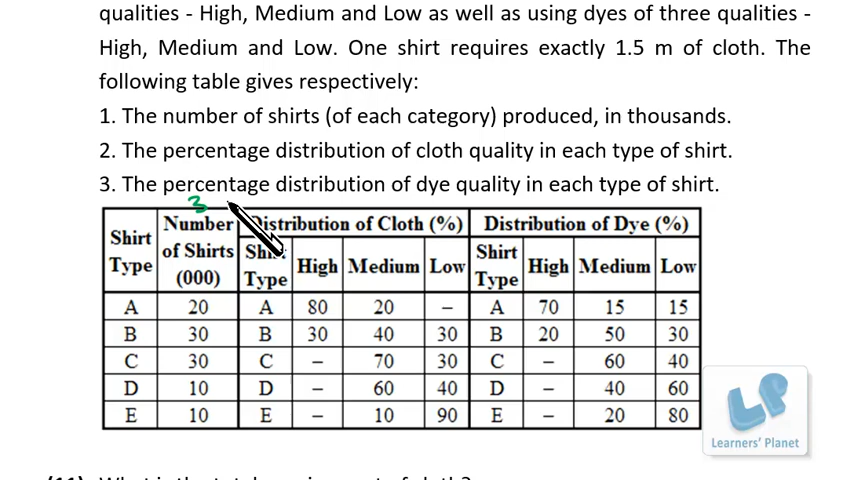 qualities - High, Medium and Low as well as using dyes of three qualities -
High, Medium and Low. One shirt requires exactly 1.5 m of cloth. The
following table gives respectively:
1. The number of shirts (of each category) produced, in thousands.
2. The percentage distribution of cloth quality in each type of shirt.
3. The percentage distribution of dye quality in each type of shirt.
3
Shirt Type Number of Shirts (000) Distribution of Cloth (%) Distribution of Dye (%)
Type High Medium Low Shirt Type High Medium Low
A 20 A 80 20 – A 70 15 15
B 30 B 30 40 30 B 20 50 30
C 30 C – 70 30 C – 60 40
D 10 D – 60 40 D – 40 60
E 10 E – 10 90 E – 20 80
LP
Learners' Planet